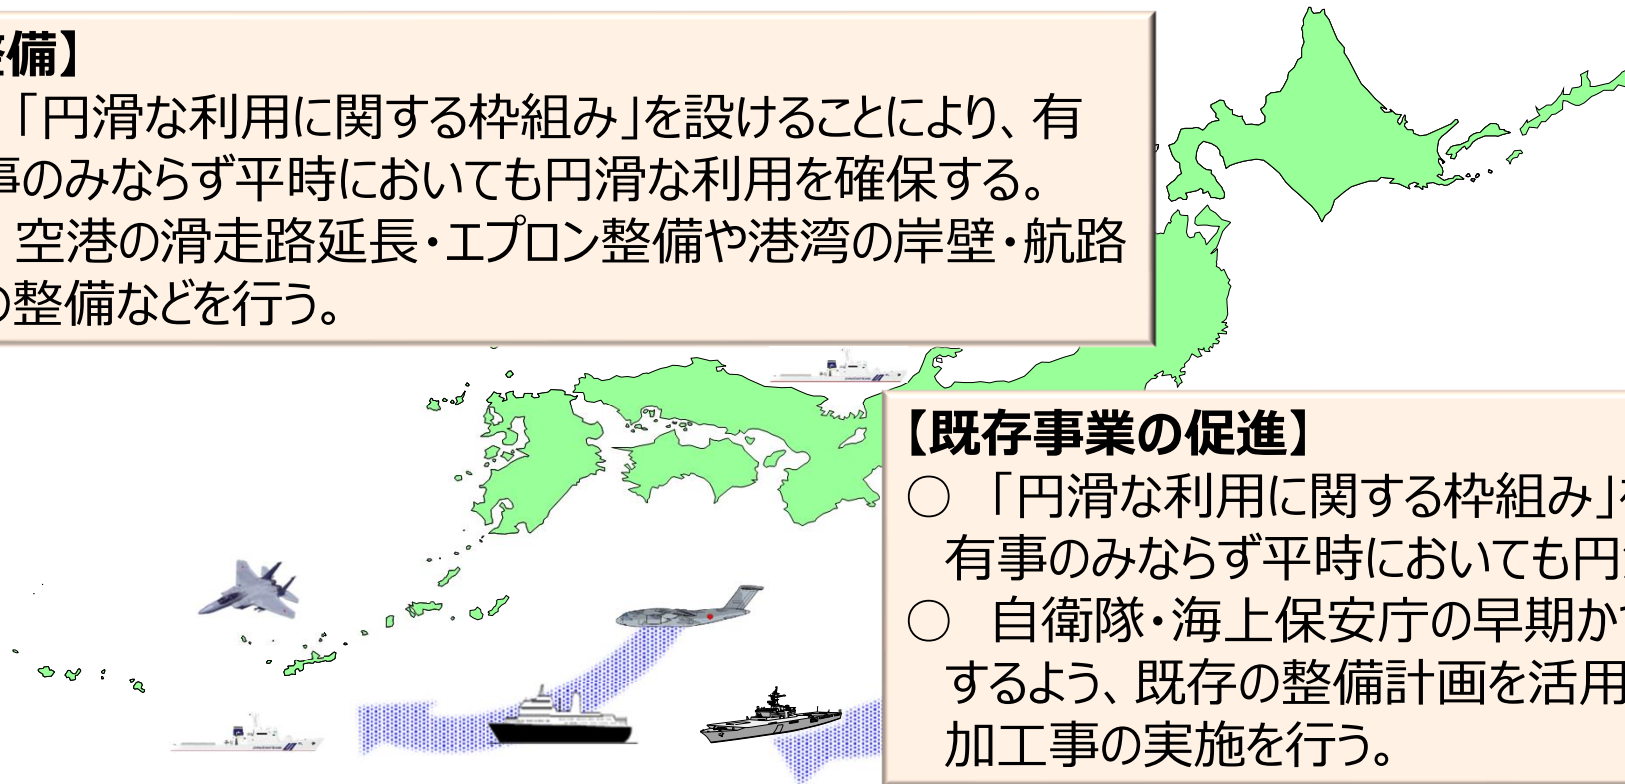 備】
「円滑な利用に関する枠組み」を設けることにより、有
事のみならず平時においても円滑な利用を確保する。
空港の滑走路延長・エプロン整備や港湾の岸壁・航路
の整備などを行う。
【既存事業の促進】
○ 「円滑な利用に関する枠組み」
有事のみならず平時においても円
○ 自衛隊・海上保安庁の早期か
するよう、既存の整備計画を活用
加工事の実施を行う。